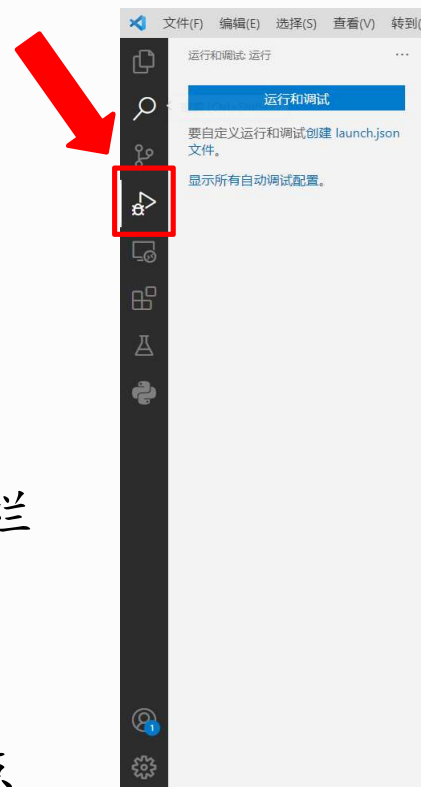 文件(F) 编辑(E) 选择(S) 查看(V) 转到(
运行和调试: 运行
运行和调试
要自定义运行和调试创建 launch.json
文件。
显示所有自动调试配置。
栏
1